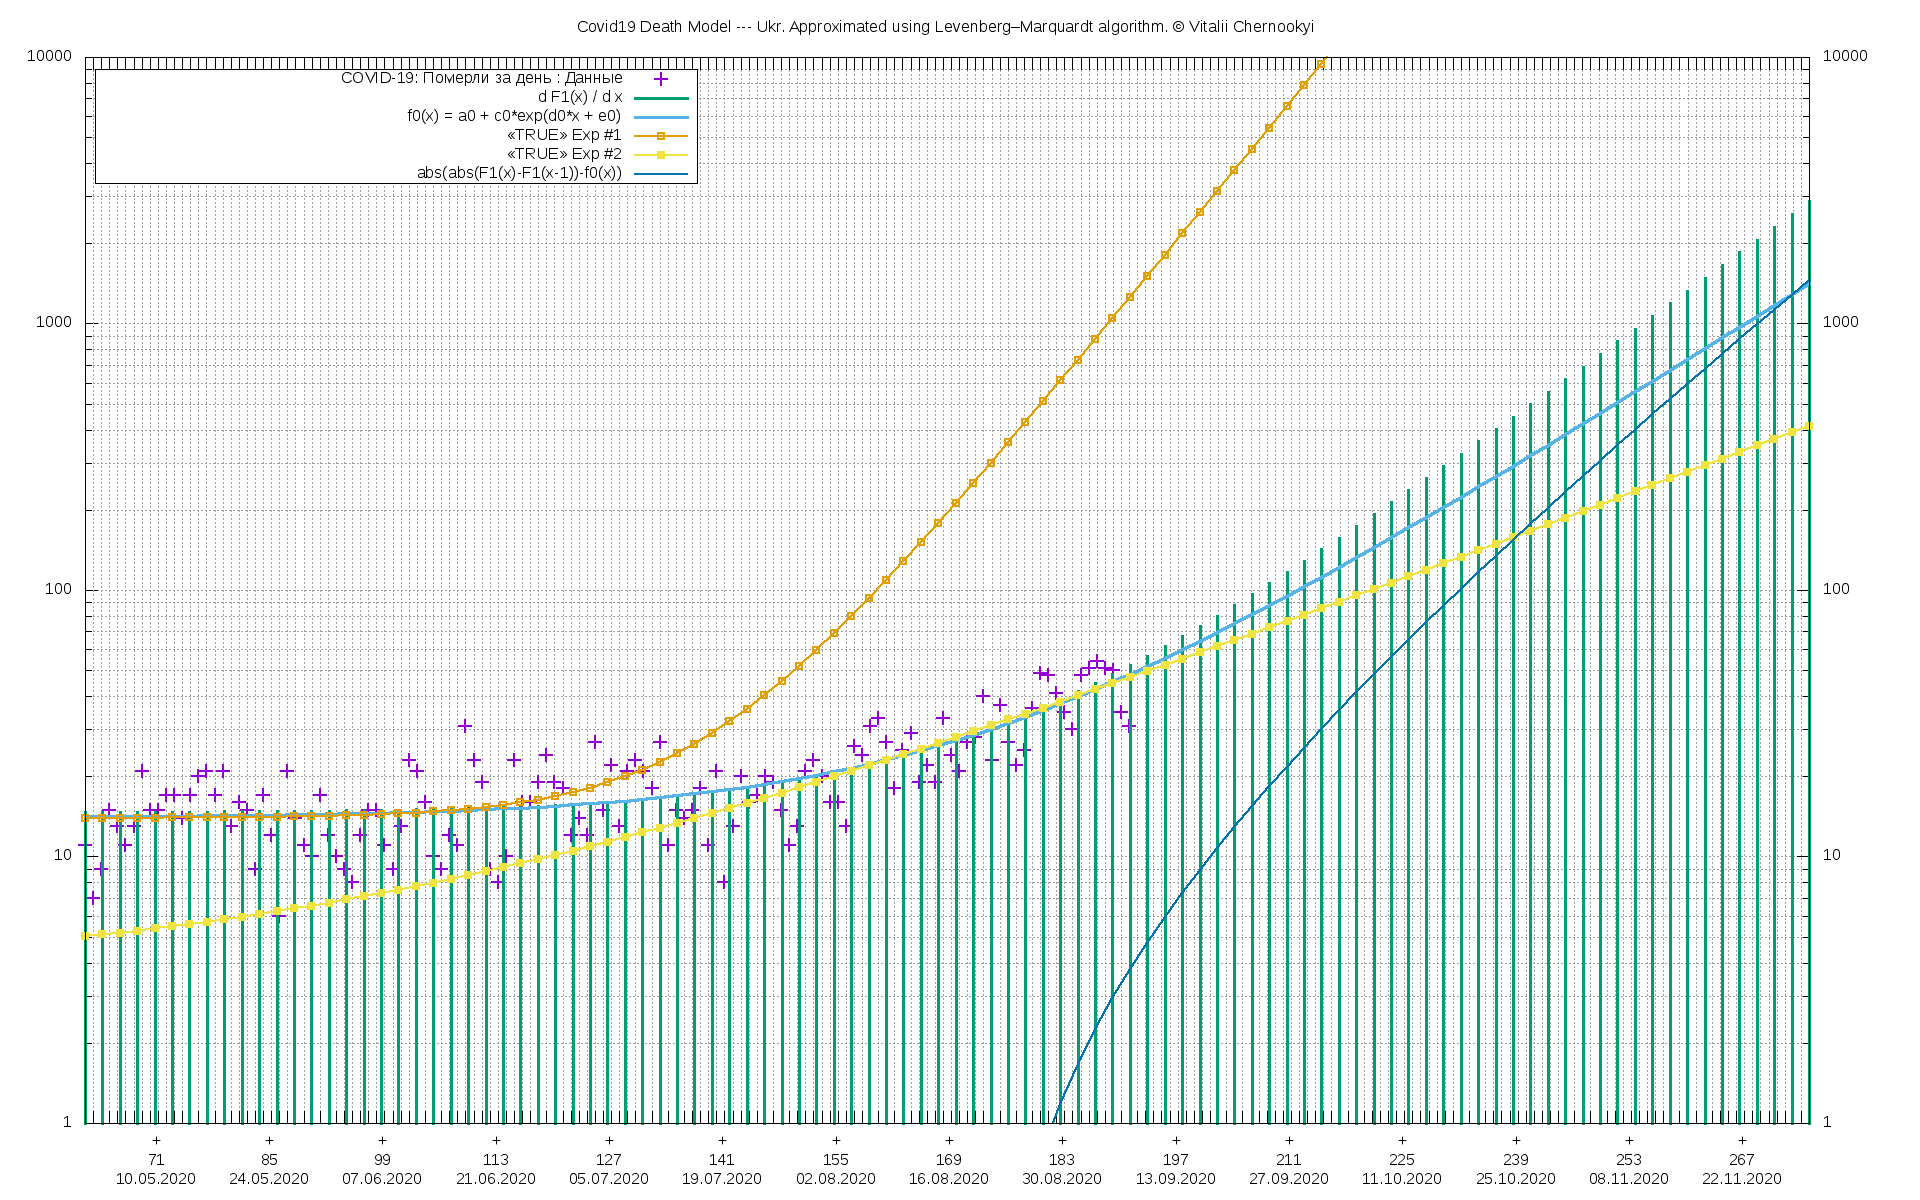 Covid19 Death Model --- Ukr. Approximated using Levenberg–Marquardt algorithm. © Vitalii Chernookyi
10000 10000
COVID-19: Померли за день : Данные
d F1(x) / d x
f0(x) = a0 + c0*exp(d0*x + e0)
«TRUE» Exp #1
«TRUE» Exp #2
abs(abs(F1(x)-F1(x-1))-f0(x))
1000 1000
100 100
10 10
1 1
71 85 99 113 127 141 155 169 183 197 211 225 239 253 267
10.05.2020 24.05.2020 07.06.2020 21.06.2020 05.07.2020 19.07.2020 02.08.2020 16.08.2020 30.08.2020 13.09.2020 27.09.2020 11.10.2020 25.10.2020 08.11.2020 22.11.2020